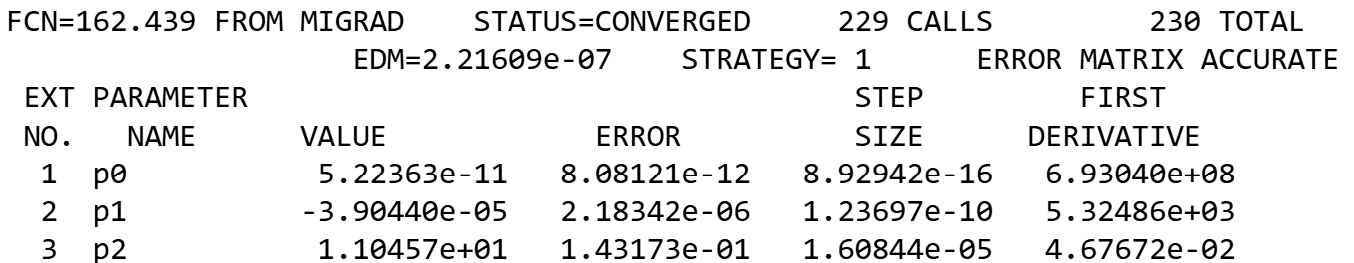 FCN=162.439 FROM MIGRAD    STATUS=CONVERGED     229 CALLS         230 TOTAL
                    EDM=2.21609e-07    STRATEGY= 1      ERROR MATRIX ACCURATE
 EXT PARAMETER                                   STEP         FIRST
 NO.   NAME      VALUE            ERROR          SIZE      DERIVATIVE
  1  p0           5.22363e-11   8.08121e-12   8.92942e-16   6.93040e+08
  2  p1          -3.90440e-05   2.18342e-06   1.23697e-10   5.32486e+03
  3  p2           1.10457e+01   1.43173e-01   1.60844e-05   4.67672e-02